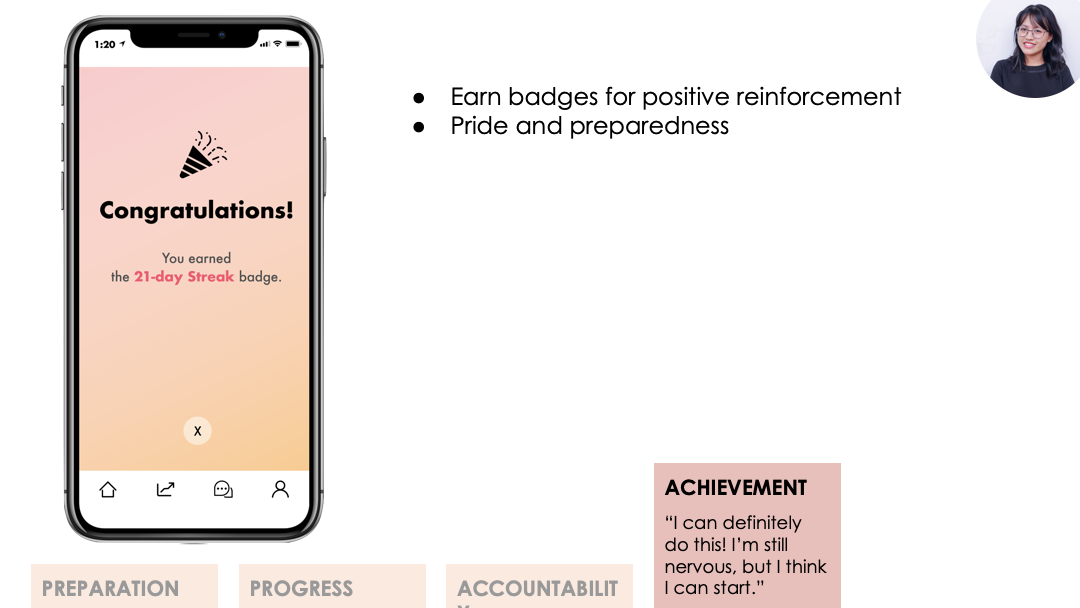 1:20
● Earn badges for positive reinforcement
● Pride and preparedness
Congratulations!
You earned
the 21-day Streak badge.
X
ACHIEVEMENT
“I can definitely
do this! I’m still
nervous, but I think
I can start.”
PREPARATION
PROGRESS
ACCOUNTABILIT
Y